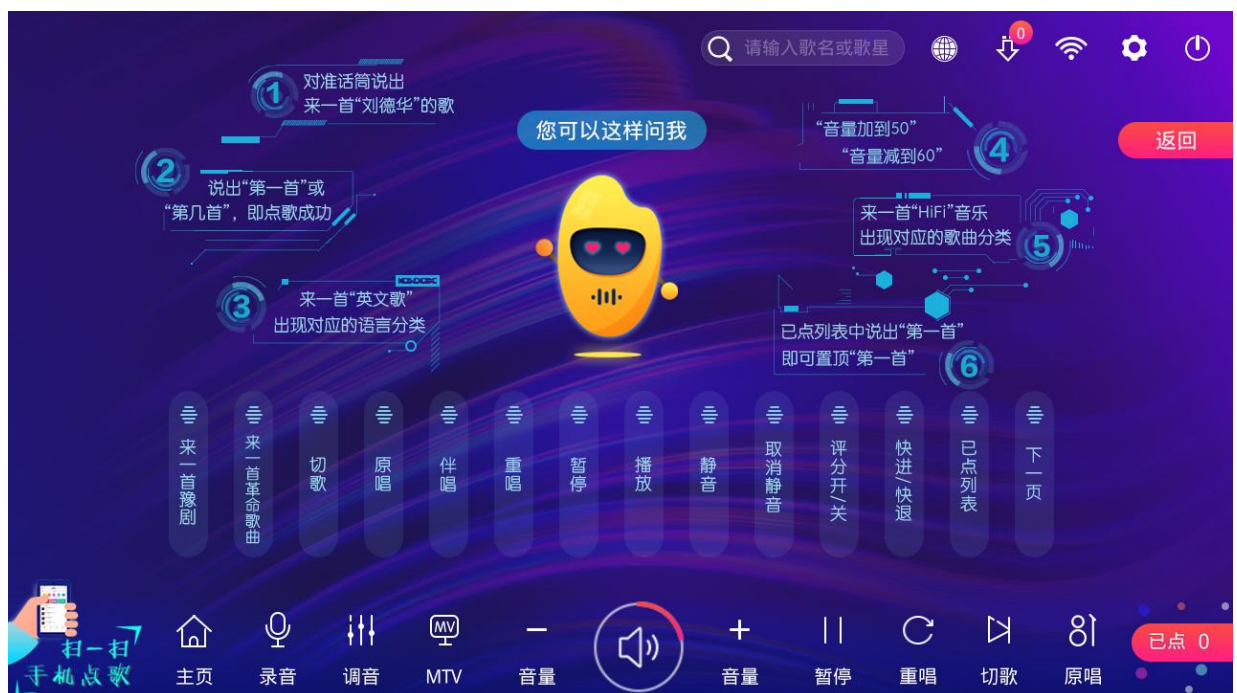 请输入歌名或歌星
0
1
对准话筒说出
来一首“刘德华”的歌
您可以这样问我
“音量加到50”
“音量减到60”
4
返回
2
说出“第一首”或
“第几首”，即点歌成功
来一首“HiFi”音乐
出现对应的歌曲分类
5
3
来一首“英文歌”
出现对应的语言分类
已点列表中说出“第一首”
即可置顶“第一首”
6
来一首豫剧
来一首革命歌曲
切歌
原唱
伴唱
重唱
暂停
播放
静音
取消静音
评分开/关
快进/快退
已点列表
下一页
扫一扫
手机点歌
主页
录音
调音
MV
MTV
音量
音量
暂停
重唱
切歌
原唱
已点 0